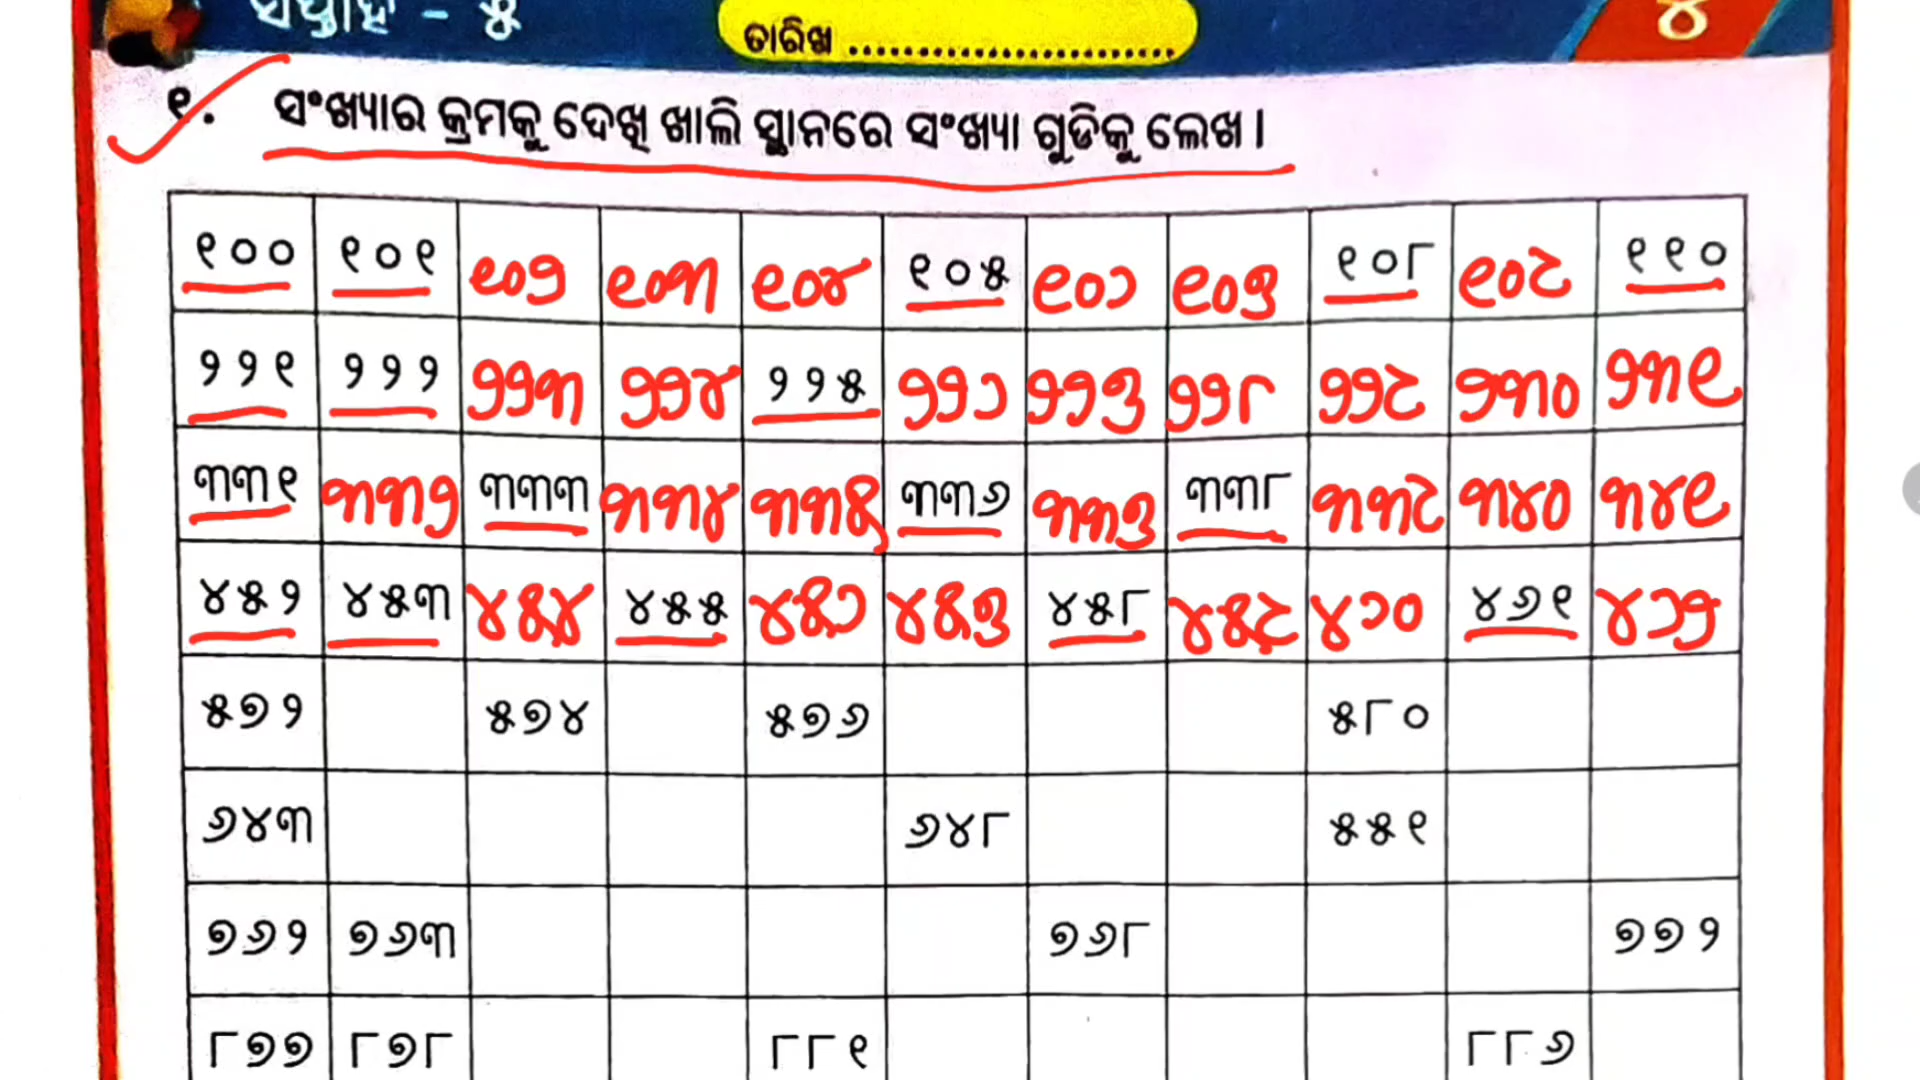 ସପ୍ତାହ - ୫ ତାରିଖ ........................ ୪
୧. ସଂଖ୍ୟାର କ୍ରମକୁ ଦେଖି ଖାଲି ସ୍ଥାନରେ ସଂଖ୍ୟା ଗୁଡିକୁ ଲେଖ।
୧୦୦ ୧୦୧ ୧୦୨ ୧୦୩ ୧୦୪ ୧୦୫ ୧୦୬ ୧୦୭ ୧୦୮ ୧୦୯ ୧୧୦
୨୨୧ ୨୨୨ ୨୨୩ ୨୨୪ ୨୨୫ ୨୨୬ ୨୨୭ ୨୨୮ ୨୨୯ ୨୩୦ ୨୩୧
୩୩୧ ୩୩୨ ୩୩୩ ୩୩୪ ୩୩୫ ୩୩୬ ୩୩୭ ୩୩୮ ୩୩୯ ୩୪୦ ୩୪୧
୪୫୨ ୪୫୩ ୪୫୪ ୪୫୫ ୪୫୬ ୪୫୭ ୪୫୮ ୪୫୯ ୪୬୦ ୪୬୧ ୪୬୨
୫୭୨ ୫୭୪ ୫୭୬ ୫୮୦
୬୪୩ ୬୪୮ ୫୫୧
୭୬୨ ୭୬୩ ୭୬୮ ୭୭୨
୮୭୭ ୮୭୮ ୮୮୧ ୮୮୬